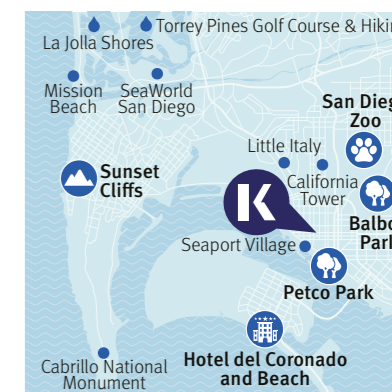 Torrey Pines Golf Course & Hikin
La Jolla Shores
Mission
Beach
SeaWorld
San Diego
San Dieg
Zoo
Little Italy
Sunset
Cliffs
California
Tower
K
Balbo
Park
Seaport Village
Petco Park
Hotel del Coronado
and Beach
Cabrillo National
Monument